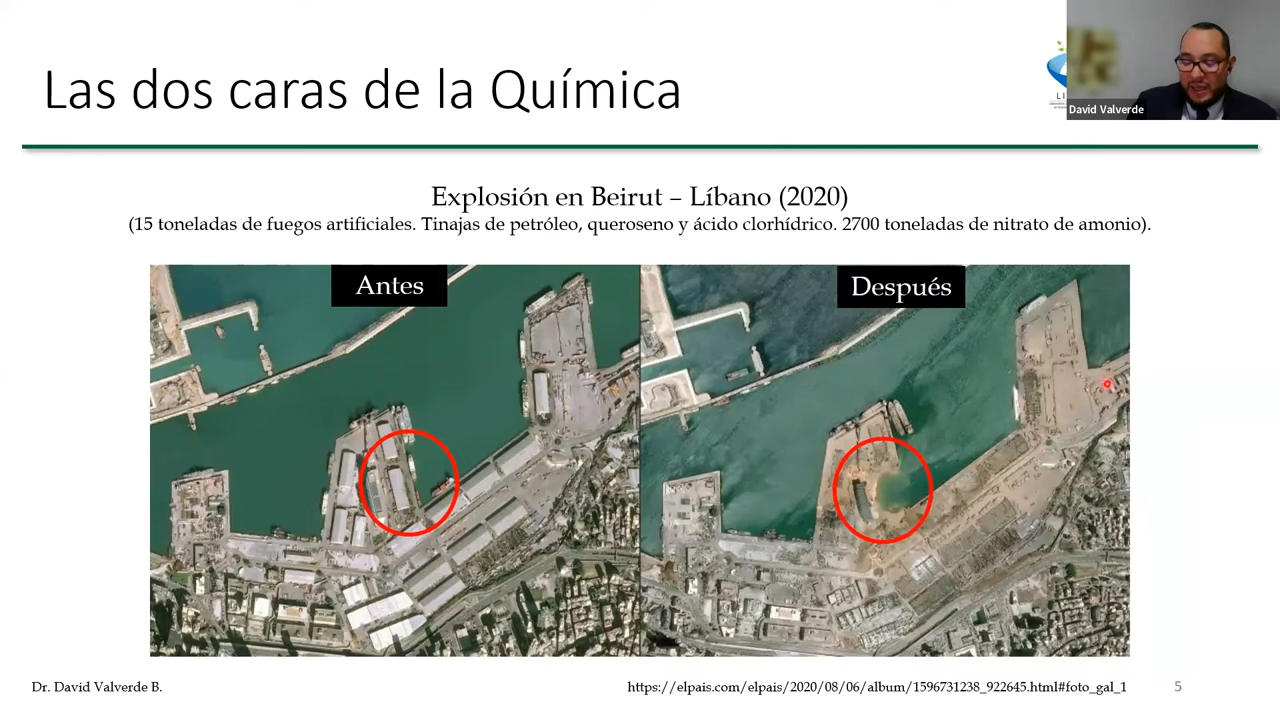 Las dos caras de la Química
LI
David Valverde
Explosión en Beirut – Líbano (2020)
(15 toneladas de fuegos artificiales. Tinajas de petróleo, queroseno y ácido clorhídrico. 2700 toneladas de nitrato de amonio).
Antes
Después
Dr. David Valverde B.
https://elpais.com/elpais/2020/08/06/album/1596731238_922645.html#foto_gal_1
5